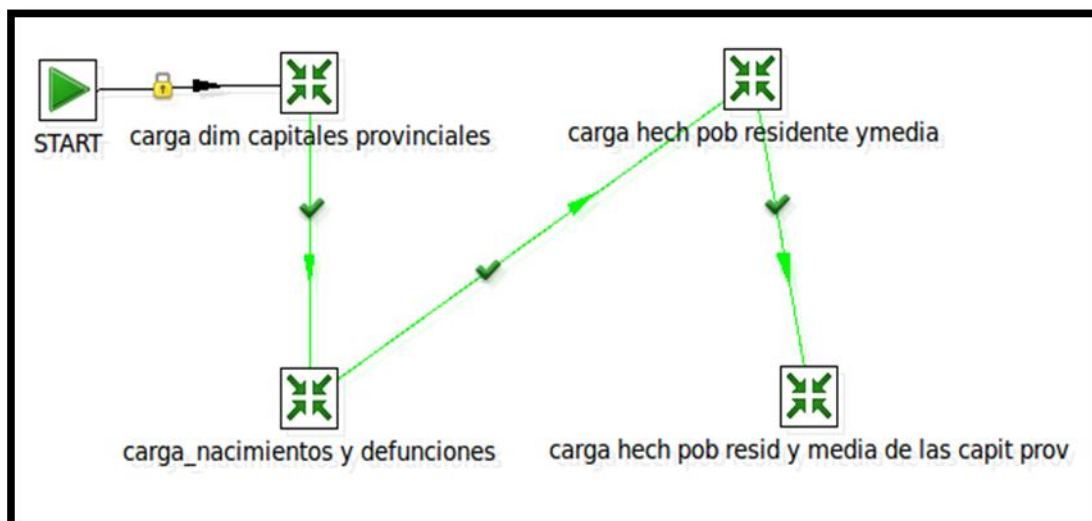 START
carga dim capitales provinciales
carga hech pob residente ymedia
carga_nacimientos y defunciones
carga hech pob resid y media de las capit prov